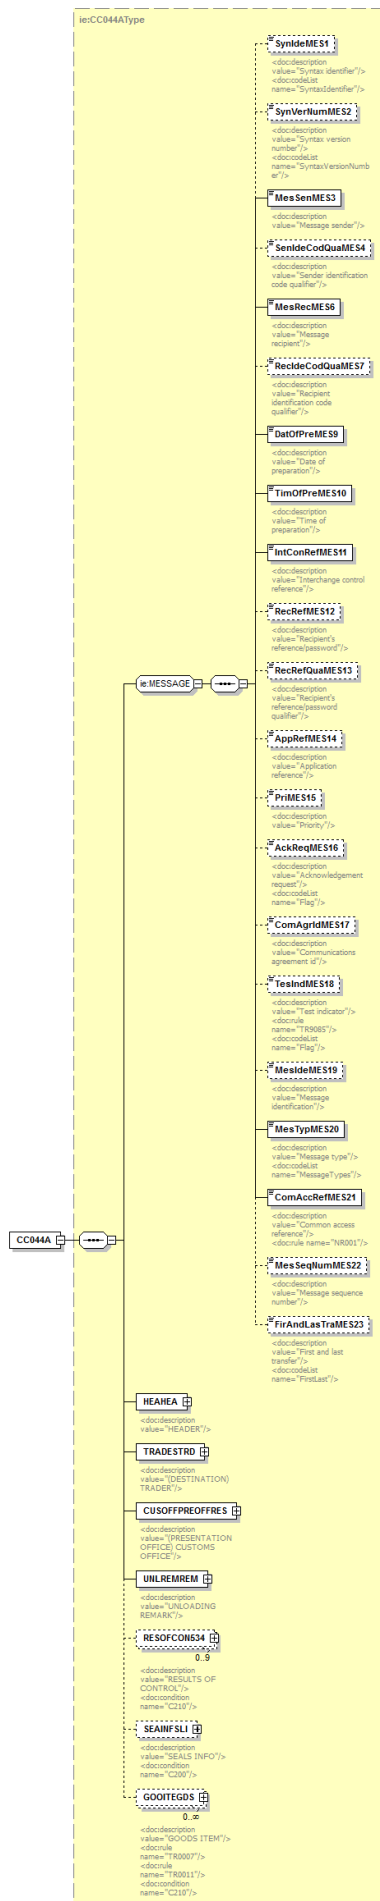 ie:CC044AType
SynIdeMES1
<doc:description
value="Syntax identifier"/>
<doc:codeList
name="SyntaxIdentifier"/>
SynVerNumMES2
<doc:description
value="Syntax version
number"/>
<doc:codeList
name="SyntaxVersionNumb
er"/>
MesSenMES3
<doc:description
value="Message sender"/>
SenIdeCodQuaMES4
<doc:description
value="Sender identification
code qualifier"/>
MesRecMES6
<doc:description
value="Message
recipient"/>
RecIdeCodQuaMES7
<doc:description
value="Recipient
identification code
qualifier"/>
DatOfPreMES9
<doc:description
value="Date of
preparation"/>
TimOfPreMES10
<doc:description
value="Time of
preparation"/>
IntConRefMES11
<doc:description
value="Interchange control
reference"/>
RecRefMES12
<doc:description
value="Recipient's
reference/password"/>
ie:MESSAGE
RecRefQuaMES13
<doc:description
value="Recipient's
reference/password
qualifier"/>
AppRefMES14
<doc:description
value="Application
reference"/>
PriMES15
<doc:description
value="Priority"/>
AckReqMES16
<doc:description
value="Acknowledgement
request"/>
<doc:codeList
name="Flag"/>
ComAgrIdMES17
<doc:description
value="Communications
agreement id"/>
TesIndMES18
<doc:description
value="Test indicator"/>
<doc:rule
name="TR9085"/>
<doc:codeList
name="Flag"/>
MesIdeMES19
<doc:description
value="Message
identification"/>
MesTypMES20
<doc:description
value="Message type"/>
<doc:codeList
name="MessageTypes"/>
ComAccRefMES21
<doc:description
value="Common access
reference"/>
<doc:rule name="NR001"/>
CC044A
MesSeqNumMES22
<doc:description
value="Message sequence
number"/>
FirAndLasTraMES23
<doc:description
value="First and last
transfer"/>
<doc:codeList
name="FirstLast"/>
HEAHEA
<doc:description
value="HEADER"/>
TRADESTRD
<doc:description
value="(DESTINATION)
TRADER"/>
CUSOFFPREOFFRES
<doc:description
value="(PRESENTATION
OFFICE) CUSTOMS
OFFICE"/>
UNLREMREM
<doc:description
value="UNLOADING
REMARK"/>
RESOFCON534
0..9
<doc:description
value="RESULTS OF
CONTROL"/>
<doc:condition
name="C210"/>
SEAINFSLI
<doc:description
value="SEALS INFO"/>
<doc:condition
name="C200"/>
GOOITEGDS
0..∞
<doc:description
value="GOODS ITEM"/>
<doc:rule
name="TR0007"/>
<doc:rule
name="TR0011"/>
<doc:condition
name="C210"/>